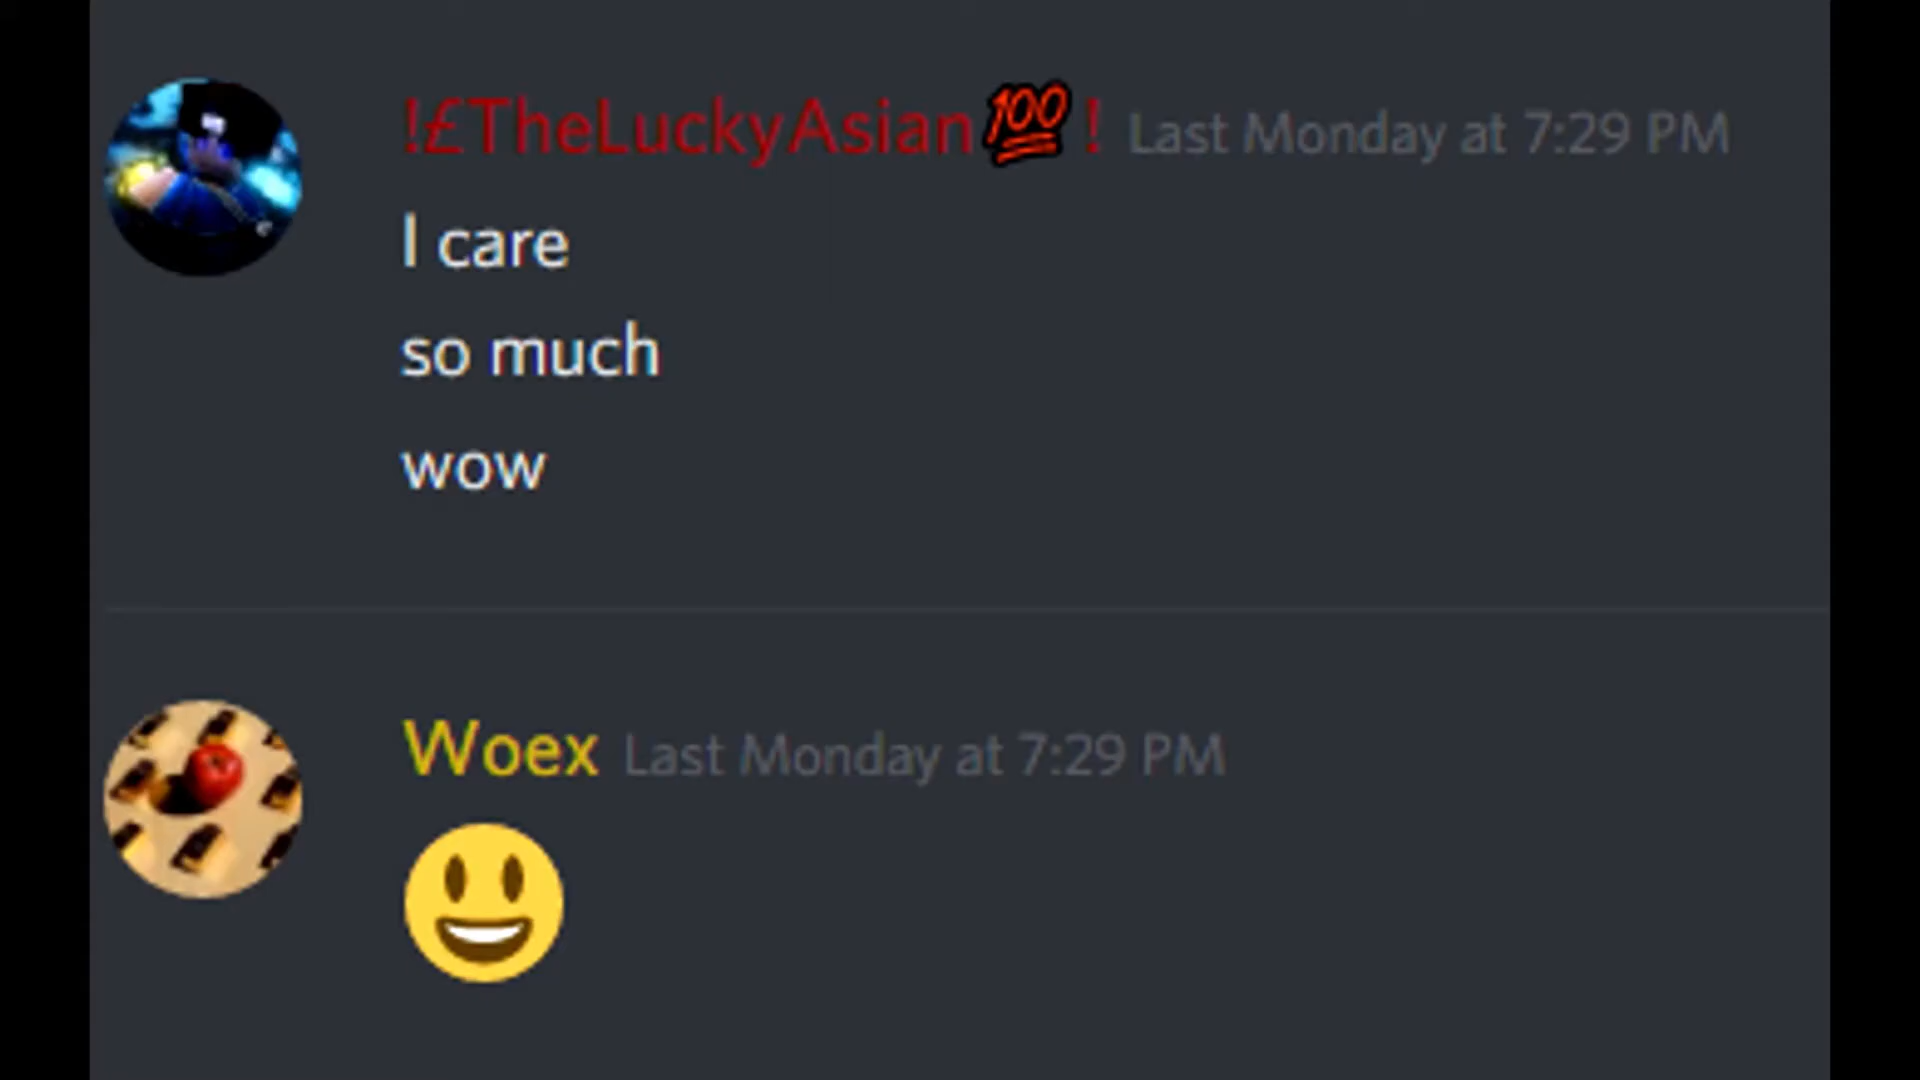 !£TheLuckyAsian💯! Last Monday at 7:29 PM
I care
so much
wow
Woex Last Monday at 7:29 PM
😃